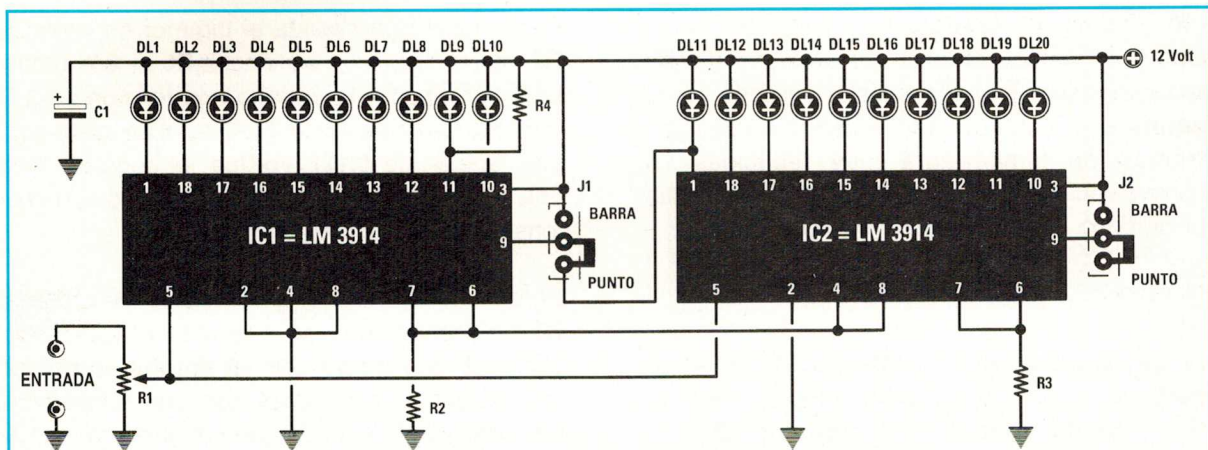 DL1 DL2 DL3 DL4 DL5 DL6 DL7 DL8 DL9 DL10
DL11 DL12 DL13 DL14 DL15 DL16 DL17 DL18 DL19 DL20
12 Volt
+
C1
R4
1 18 17 16 15 14 13 12 11 10
3
J1
BARRA
IC1 = LM 3914
9
PUNTO
5 2 4 8 7 6
1 18 17 16 15 14 13 12 11 10
3
J2
BARRA
IC2 = LM 3914
9
PUNTO
5 2 4 8 7 6
ENTRADA
R1
R2
R3